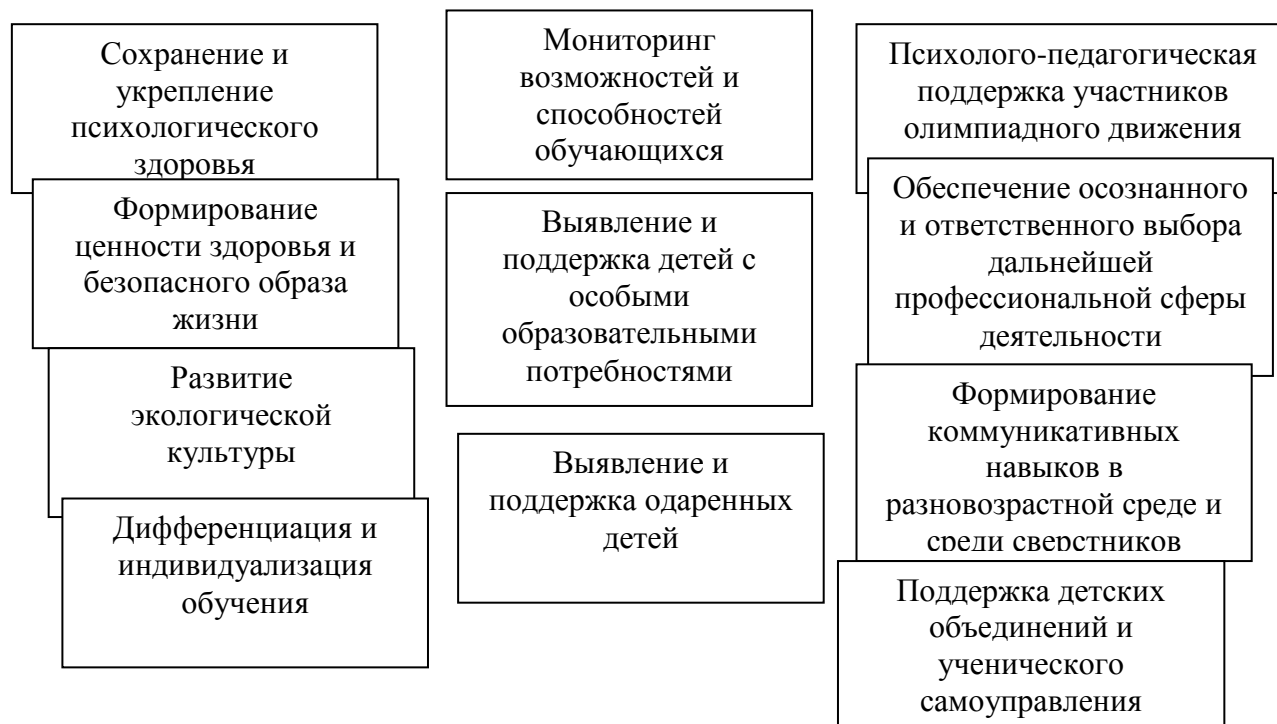 Сохранение и
укрепление
психологического
здоровья
Формирование
ценности здоровья и
безопасного образа
жизни
Развитие
экологической
культуры
Дифференциация и
индивидуализация
обучения
Мониторинг
возможностей и
способностей
обучающихся
Выявление и
поддержка детей с
особыми
образовательными
потребностями
Выявление и
поддержка одаренных
детей
Психолого-педагогическая
поддержка участников
олимпиадного движения
Обеспечение осознанного
и ответственного выбора
дальнейшей
профессиональной сферы
деятельности
Формирование
коммуникативных
навыков в
разновозрастной среде и
среди сверстников
Поддержка детских
объединений и
ученического
самоуправления